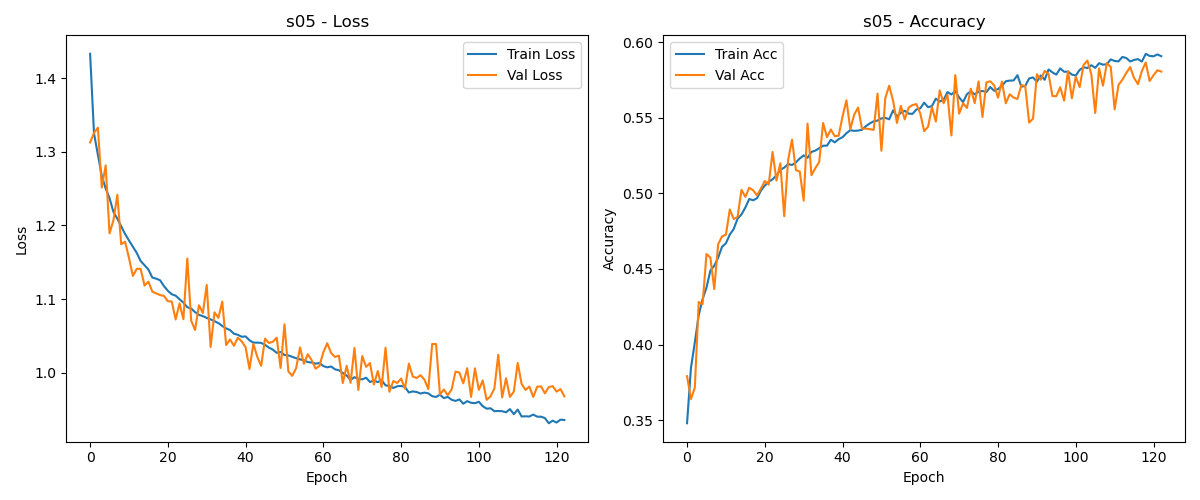 s05 - Loss
Train Loss
Val Loss
1.4
1.3
1.2
1.1
1.0
Loss
0 20 40 60 80 100 120
Epoch
s05 - Accuracy
Train Acc
Val Acc
0.60
0.55
0.50
0.45
0.40
0.35
Accuracy
0 20 40 60 80 100 120
Epoch